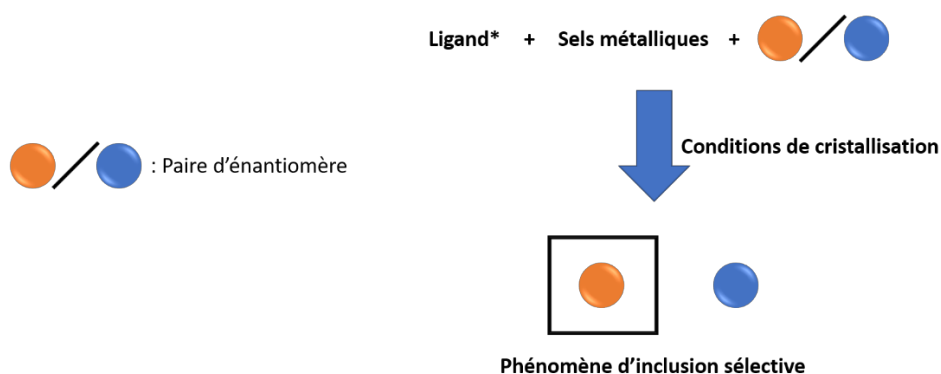 Ligand* + Sels métalliques +
: Paire d'énantiomère
Conditions de cristallisation
Phénomène d'inclusion sélective